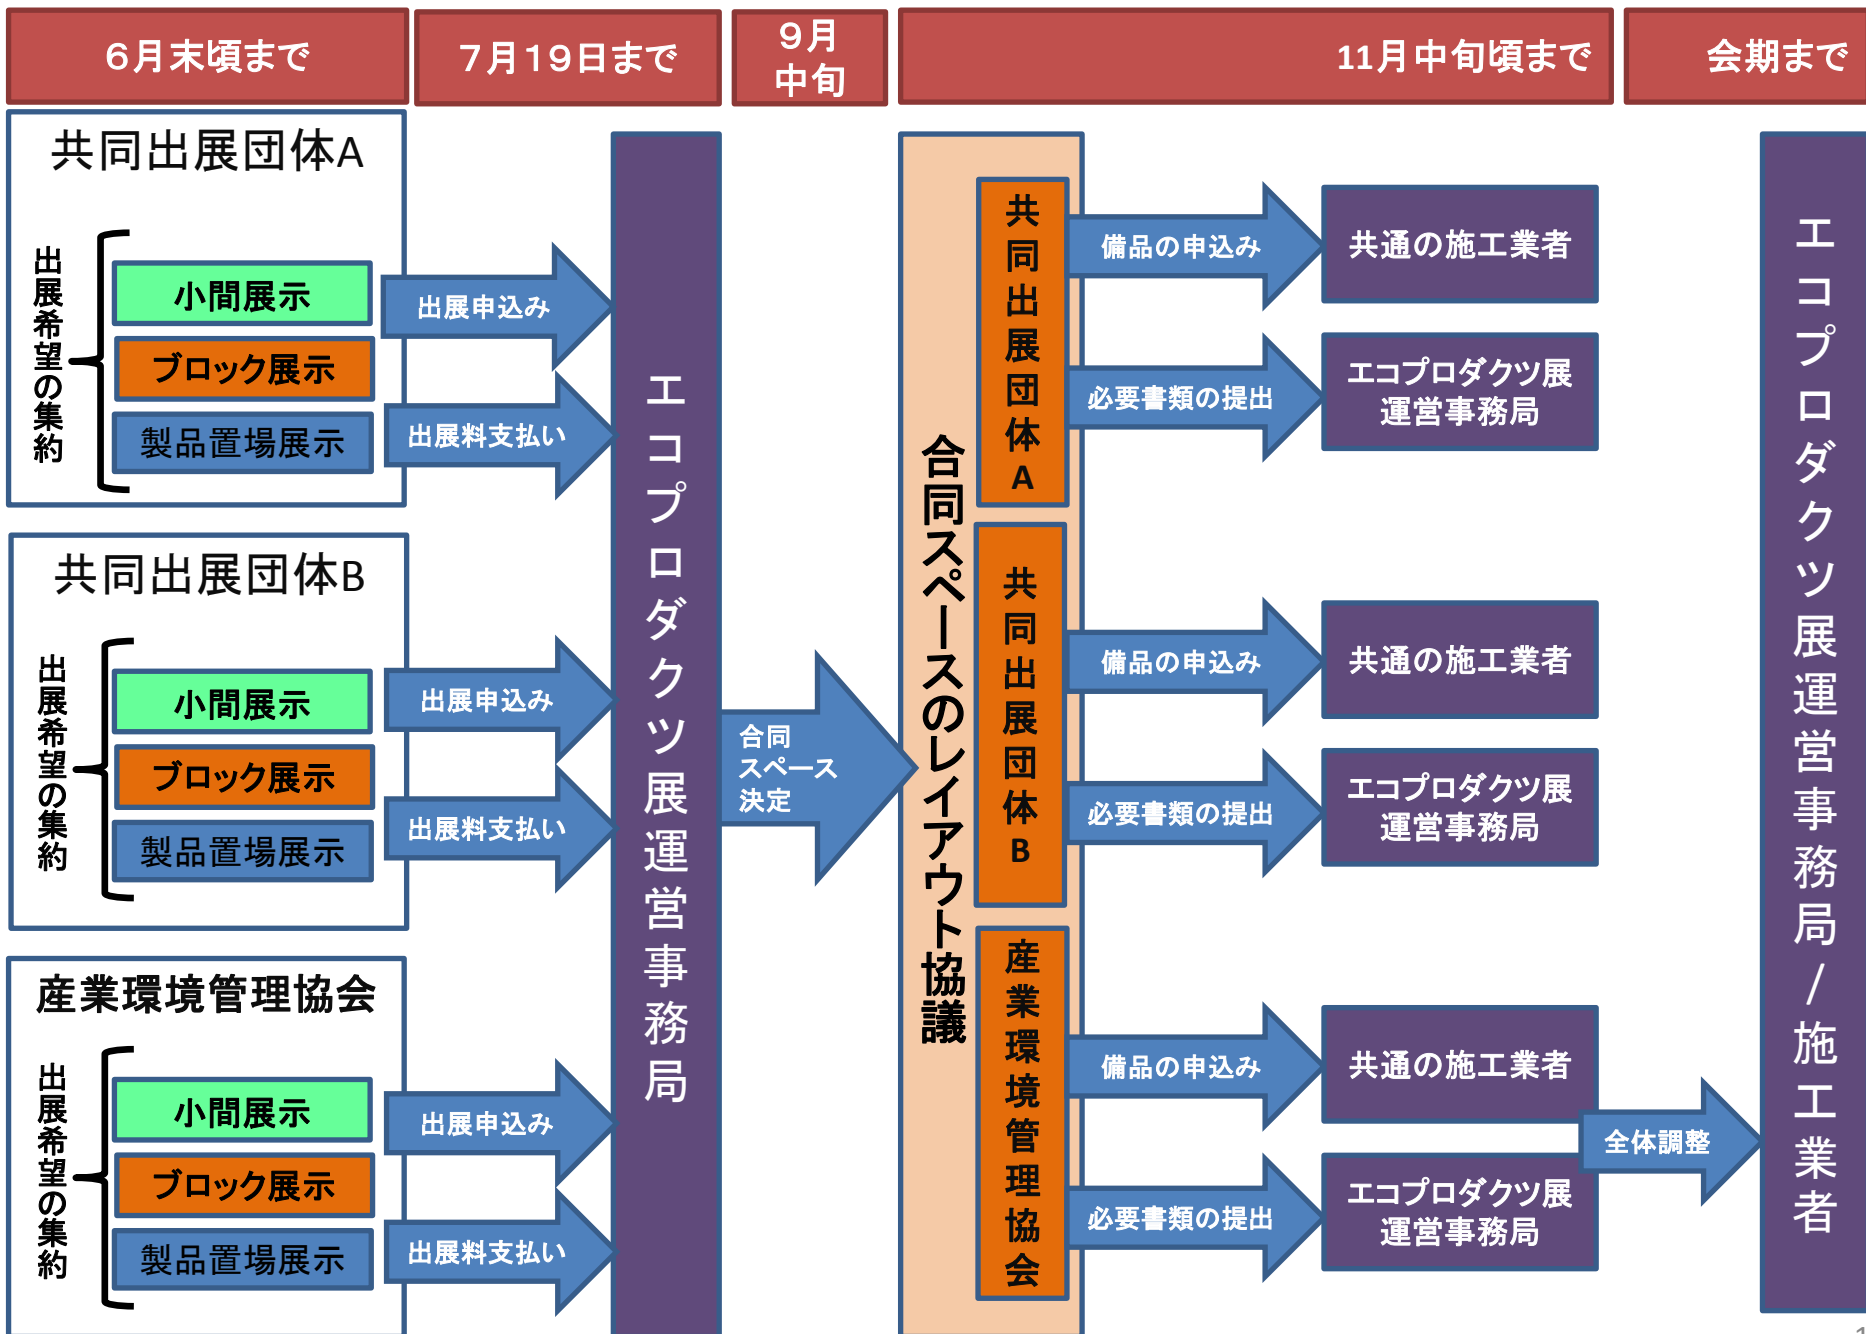 ６月末頃まで
７月１９日まで
９月
中旬
11月中旬頃まで
会期まで
共同出展団体A
出展希望の集約
小間展示
ブロック展示
製品置場展示
出展申込み
出展料支払い
共同出展団体B
出展希望の集約
小間展示
ブロック展示
製品置場展示
出展申込み
出展料支払い
産業環境管理協会
出展希望の集約
小間展示
ブロック展示
製品置場展示
出展申込み
出展料支払い
エコプロダクツ展運営事務局
合同
スペース
決定
合同スペースのレイアウト協議
共同出展団体A
備品の申込み
共通の施工業者
必要書類の提出
エコプロダクツ展
運営事務局
共同出展団体B
備品の申込み
共通の施工業者
必要書類の提出
エコプロダクツ展
運営事務局
産業環境管理協会
備品の申込み
共通の施工業者
必要書類の提出
エコプロダクツ展
運営事務局
全体調整
エコプロダクツ展運営事務局/施工業者